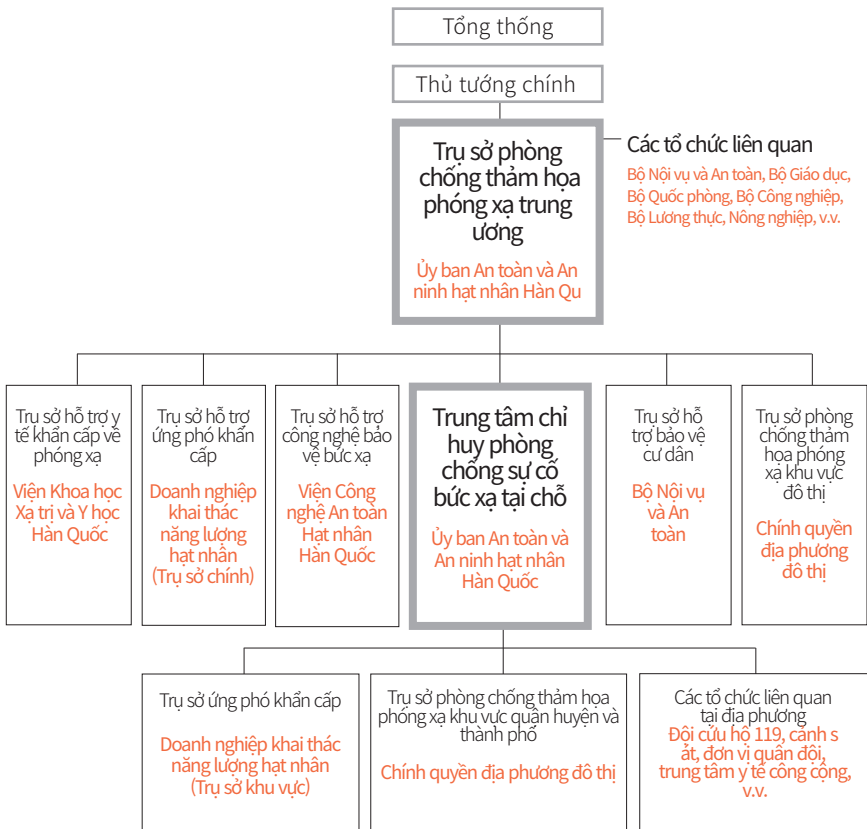 Tổng thống
Thủ tướng chính
Trụ sở phòng
chống thảm họa
phóng xạ trung
ương
Ủy ban An toàn và An
ninh hạt nhân Hàn Qu
Các tổ chức liên quan
Bộ Nội vụ và An toàn, Bộ Giáo dục,
Bộ Quốc phòng, Bộ Công nghiệp,
Bộ Lương thực, Nông nghiệp, v.v.
Trụ sở hỗ trợ y
tế khẩn cấp về
phóng xạ
Viện Khoa học
Xạ trị và Y học
Hàn Quốc
Trụ sở hỗ trợ
ứng phó khẩn
cấp
Doanh nghiệp
khai thác
năng lượng
hạt nhân
(Trụ sở chính)
Trụ sở hỗ trợ
công nghệ bảo
vệ bức xạ
Viện Công
nghệ An toàn
Hạt nhân
Hàn Quốc
Trung tâm chỉ
huy phòng
chống sự cố
bức xạ tại chỗ
Ủy ban An toàn và
An ninh hạt nhân
Hàn Quốc
Trụ sở hỗ
trợ bảo vệ
cư dân
Bộ Nội vụ
và An
toàn
Trụ sở phòng
chống thảm
họa phóng
xạ khu vực
đô thị
Chính quyền
địa phương
đô thị
Trụ sở ứng phó khẩn cấp
Doanh nghiệp khai thác
năng lượng hạt nhân
(Trụ sở khu vực)
Trụ sở phòng chống thảm họa
phóng xạ khu vực quận huyện và
thành phố
Chính quyền địa phương đô thị
Các tổ chức liên quan
tại địa phương
Đội cứu hộ 119, cảnh s
át, đơn vị quân đội,
trung tâm y tế công cộng,
v.v.